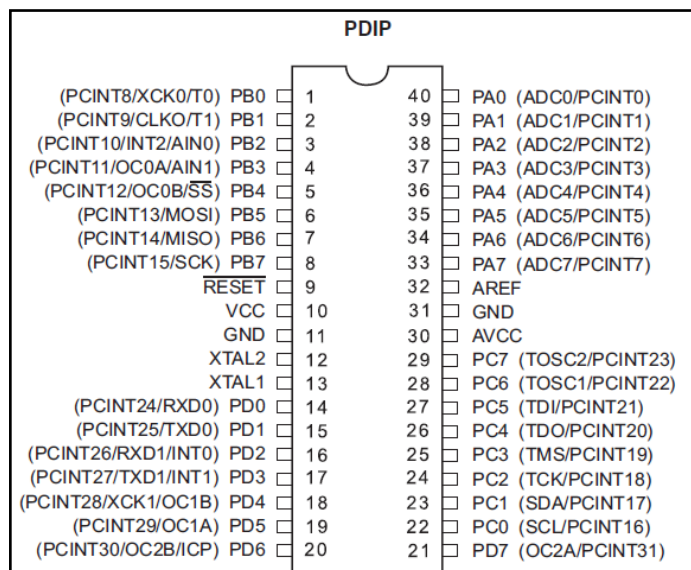 PDIP
(PCINT8/XCK0/T0) PB0 1 40 PA0 (ADC0/PCINT0)
(PCINT9/CLKO/T1) PB1 2 39 PA1 (ADC1/PCINT1)
(PCINT10/INT2/AIN0) PB2 3 38 PA2 (ADC2/PCINT2)
(PCINT11/OC0A/AIN1) PB3 4 37 PA3 (ADC3/PCINT3)
(PCINT12/OC0B/SS) PB4 5 36 PA4 (ADC4/PCINT4)
(PCINT13/MOSI) PB5 6 35 PA5 (ADC5/PCINT5)
(PCINT14/MISO) PB6 7 34 PA6 (ADC6/PCINT6)
(PCINT15/SCK) PB7 8 33 PA7 (ADC7/PCINT7)
RESET 9 32 AREF
VCC 10 31 GND
GND 11 30 AVCC
XTAL2 12 29 PC7 (TOSC2/PCINT23)
XTAL1 13 28 PC6 (TOSC1/PCINT22)
(PCINT24/RXD0) PD0 14 27 PC5 (TDI/PCINT21)
(PCINT25/TXD0) PD1 15 26 PC4 (TDO/PCINT20)
(PCINT26/RXD1/INT0) PD2 16 25 PC3 (TMS/PCINT19)
(PCINT27/TXD1/INT1) PD3 17 24 PC2 (TCK/PCINT18)
(PCINT28/XCK1/OC1B) PD4 18 23 PC1 (SDA/PCINT17)
(PCINT29/OC1A) PD5 19 22 PC0 (SCL/PCINT16)
(PCINT30/OC2B/ICP) PD6 20 21 PD7 (OC2A/PCINT31)